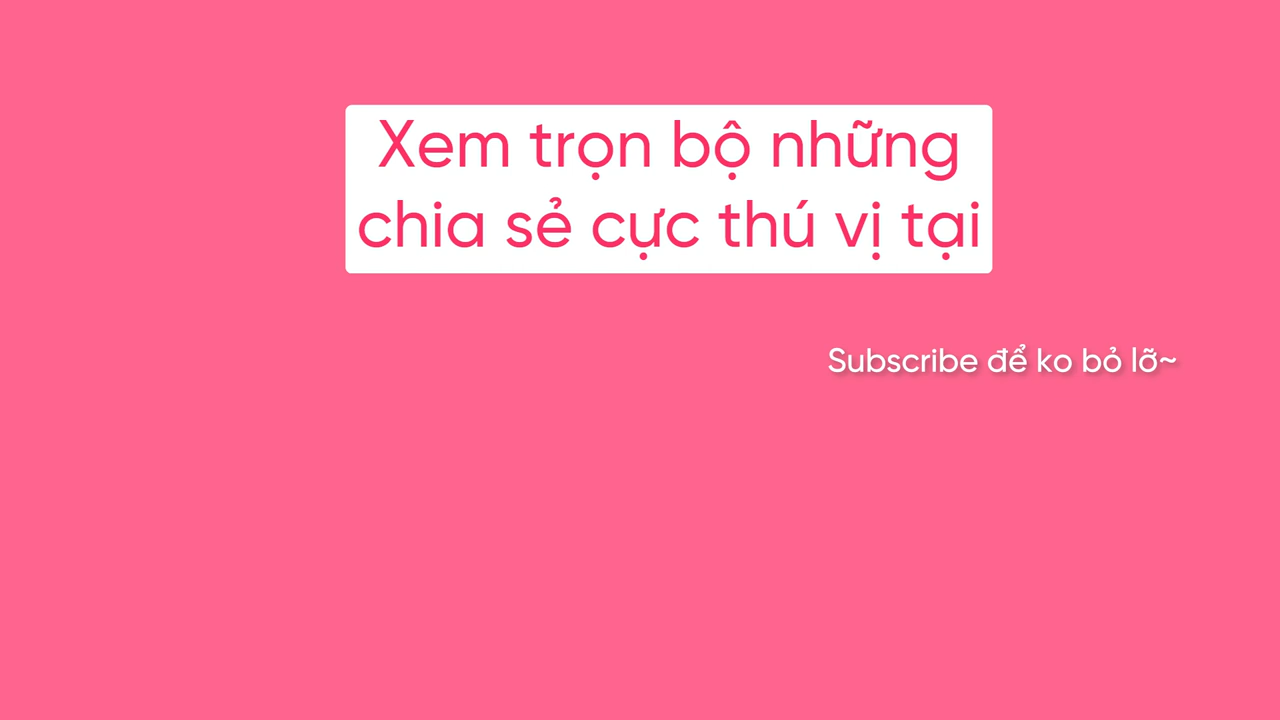 Xem trọn bộ những
chia sẻ cực thú vị tại
Subscribe để ko bỏ lỡ~